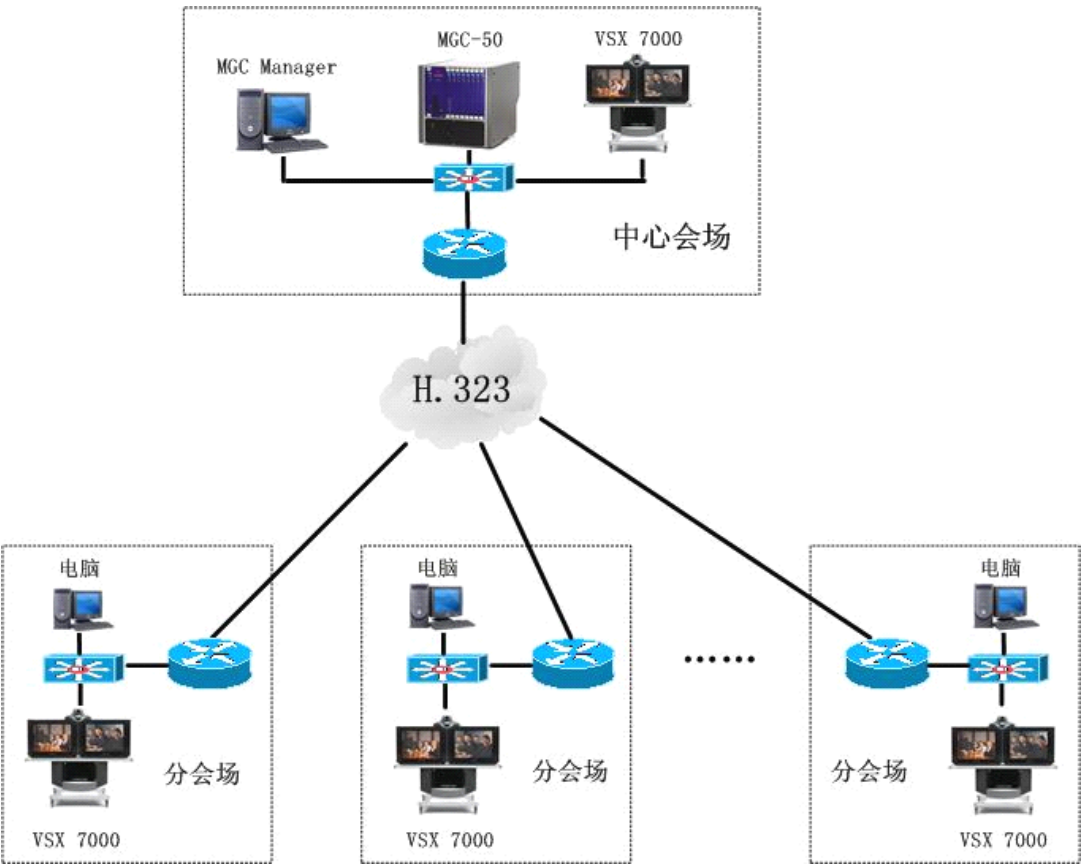 MGC-50
VSX 7000
MGC Manager
中心会场
H.323
电脑
电脑
电脑
······
分会场
分会场
分会场
VSX 7000
VSX 7000
VSX 7000